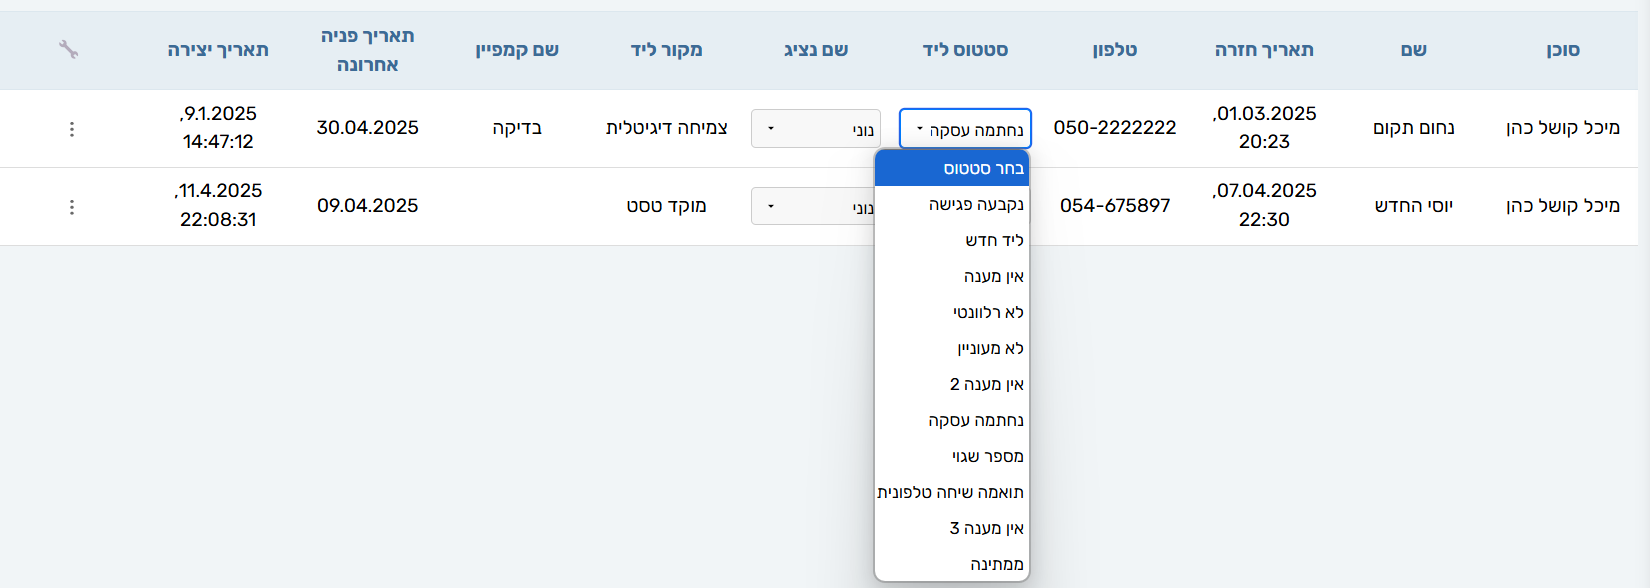 סוכן
שם
תאריך חזרה
טלפון
סטטוס ליד
שם נציג
מקור ליד
שם קמפיין
תאריך פניה
אחרונה
תאריך יצירה
מיכל קושל כהן
נחום תקום
01.03.2025,
20:23
050-2222222
נחתמה עסקה
נוני
צמיחה דיגיטלית
בדיקה
30.04.2025
9.1.2025,
14:47:12
מיכל קושל כהן
יוסי החדש
07.04.2025,
22:30
054-675897
נוני
מוקד טסט
09.04.2025
11.4.2025,
22:08:31
בחר סטטוס
נקבעה פגישה
ליד חדש
אין מענה
לא רלוונטי
לא מעוניין
אין מענה 2
נחתמה עסקה
מספר שגוי
תואמה שיחה טלפונית
אין מענה 3
ממתינה